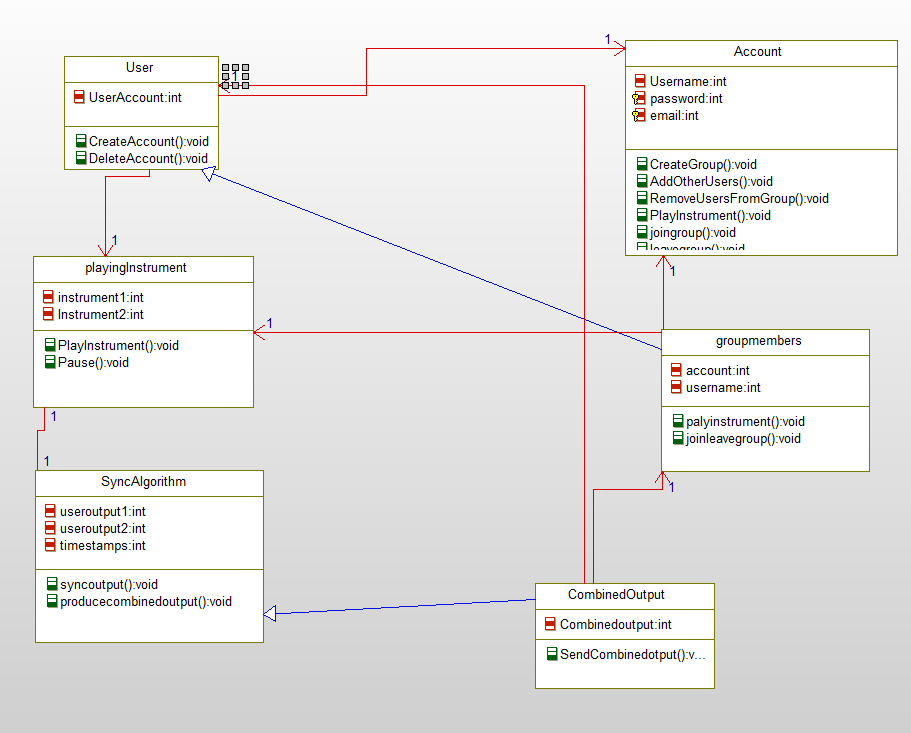 1
User
1
UserAccount:int
CreateAccount():void
DeleteAccount():void
Account
Username:int
password:int
email:int
CreateGroup():void
AddOtherUsers():void
RemoveUsersFromGroup():void
PlayInstrument():void
joingroup():void
leavegroup():void
1
1
playingInstrument
instrument1:int
Instrument2:int
PlayInstrument():void
Pause():void
1
groupmembers
account:int
username:int
palyinstrument():void
joinleavegroup():void
1
1
SyncAlgorithm
useroutput1:int
useroutput2:int
timestamps:int
syncoutput():void
producecombinedoutput():void
1
CombinedOutput
Combinedoutput:int
SendCombinedotput():v...